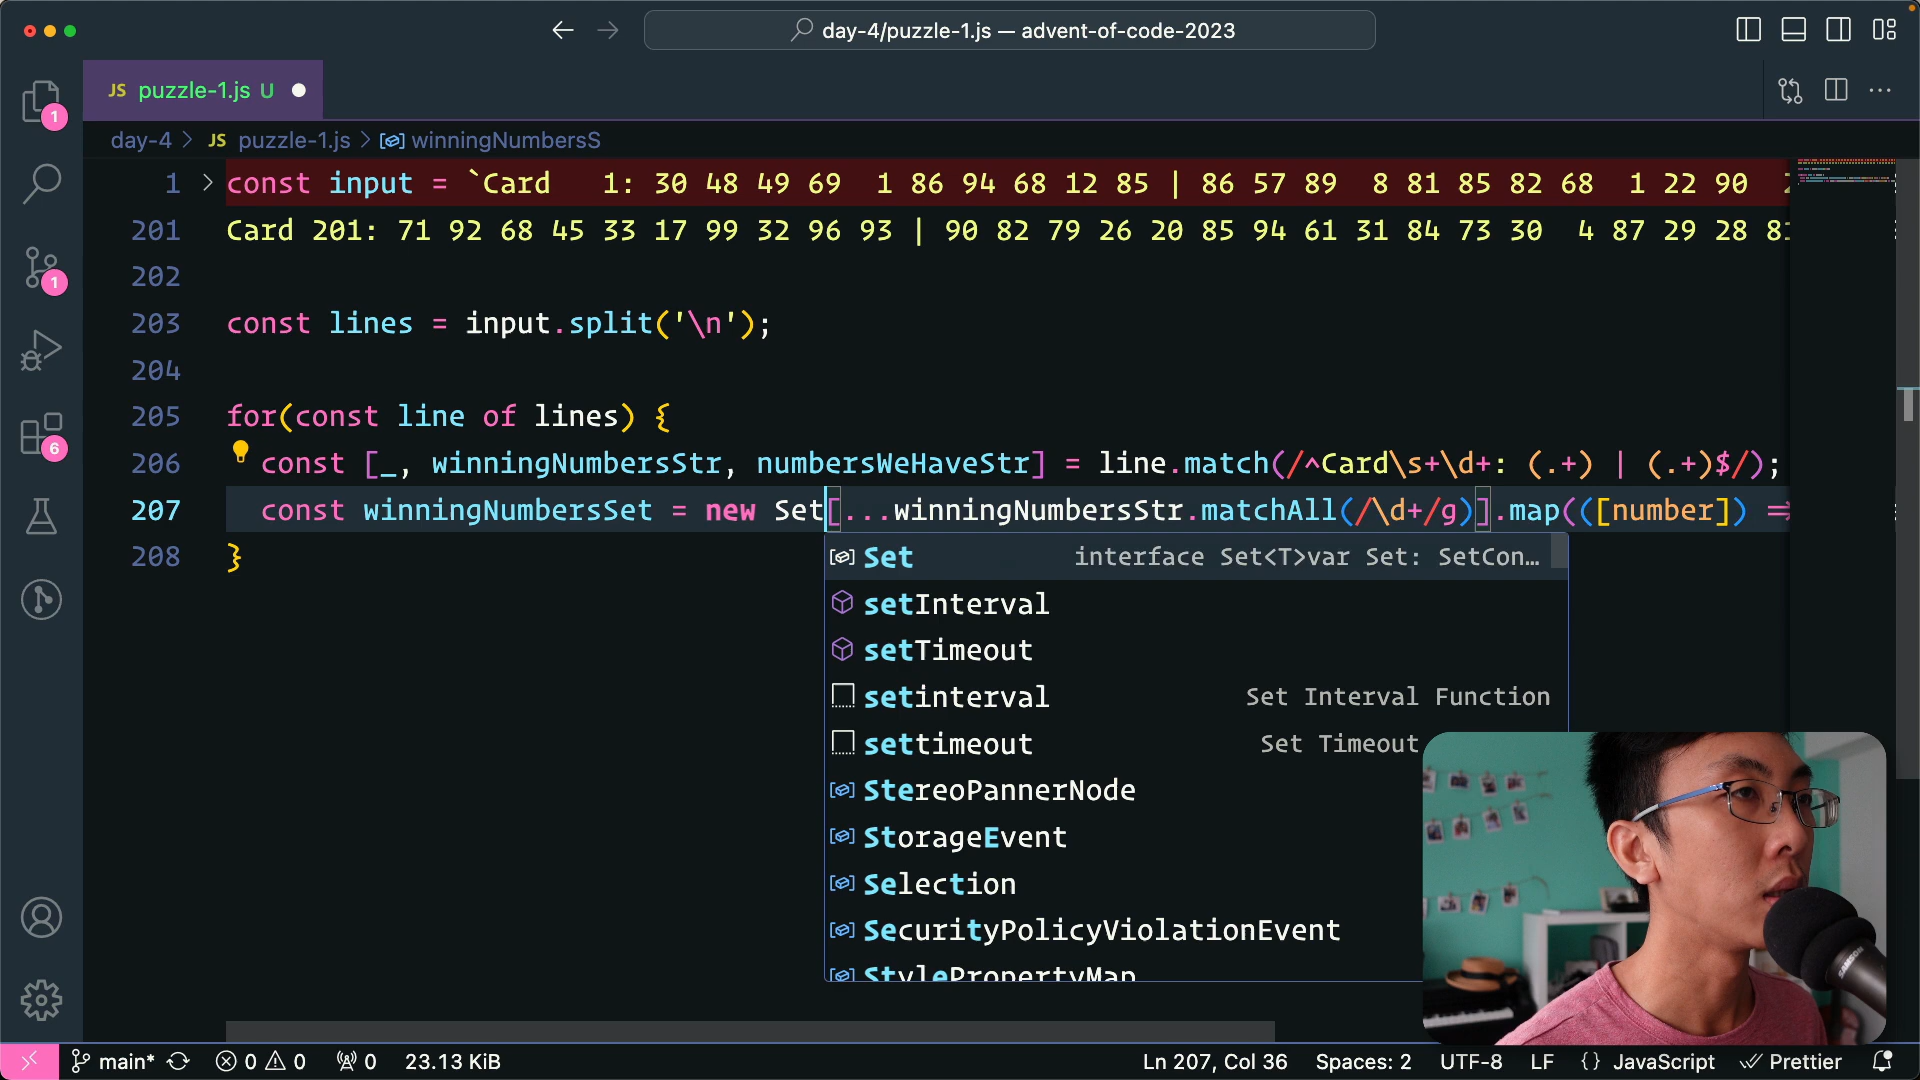 day-4/puzzle-1.js — advent-of-code-2023
JS puzzle-1.js U
day-4 > JS puzzle-1.js > winningNumbersS
1 > const input = `Card   1: 30 48 49 69  1 86 94 68 12 85 | 86 57 89  8 81 85 82 68  1 22 90
201 Card 201: 71 92 68 45 33 17 99 32 96 93 | 90 82 79 26 20 85 94 61 31 84 73 30  4 87 29 28
202
203 const lines = input.split('\n');
204
205 for(const line of lines) {
206   const [_, winningNumbersStr, numbersWeHaveStr] = line.match(/^Card\s+\d+: (.+) | (.+)$/);
207   const winningNumbersSet = new Set[...winningNumbersStr.matchAll(/\d+/g)].map(([number]) =>
208 }
Set interface Set<T>var Set: SetCon…
setInterval
setTimeout
setinterval Set Interval Function
settimeout Set Timeout
StereoPannerNode
StorageEvent
Selection
SecurityPolicyViolationEvent
StylePropertyMap
1
1
6
SAMSON
main* 0 0 0 23.13 KiB Ln 207, Col 36 Spaces: 2 UTF-8 LF {} JavaScript Prettier